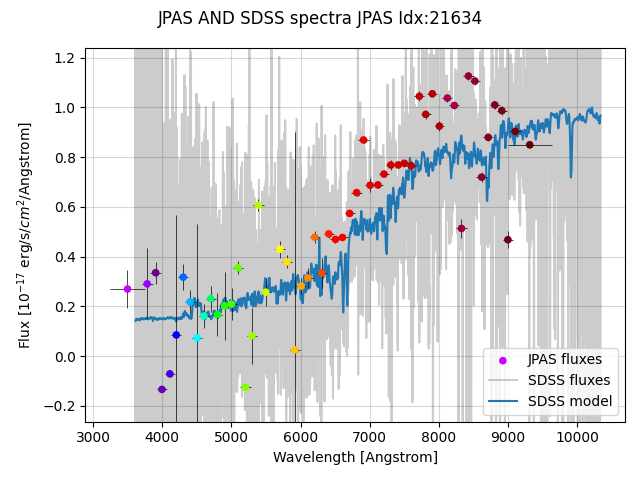 JPAS AND SDSS spectra JPAS Idx:21634
1.2
1.0
0.8
0.6
0.4
0.2
0.0
−0.2
Flux [10⁻¹⁷ erg/s/cm²/Angstrom]
JPAS fluxes
SDSS fluxes
SDSS model
3000 4000 5000 6000 7000 8000 9000 10000
Wavelength [Angstrom]